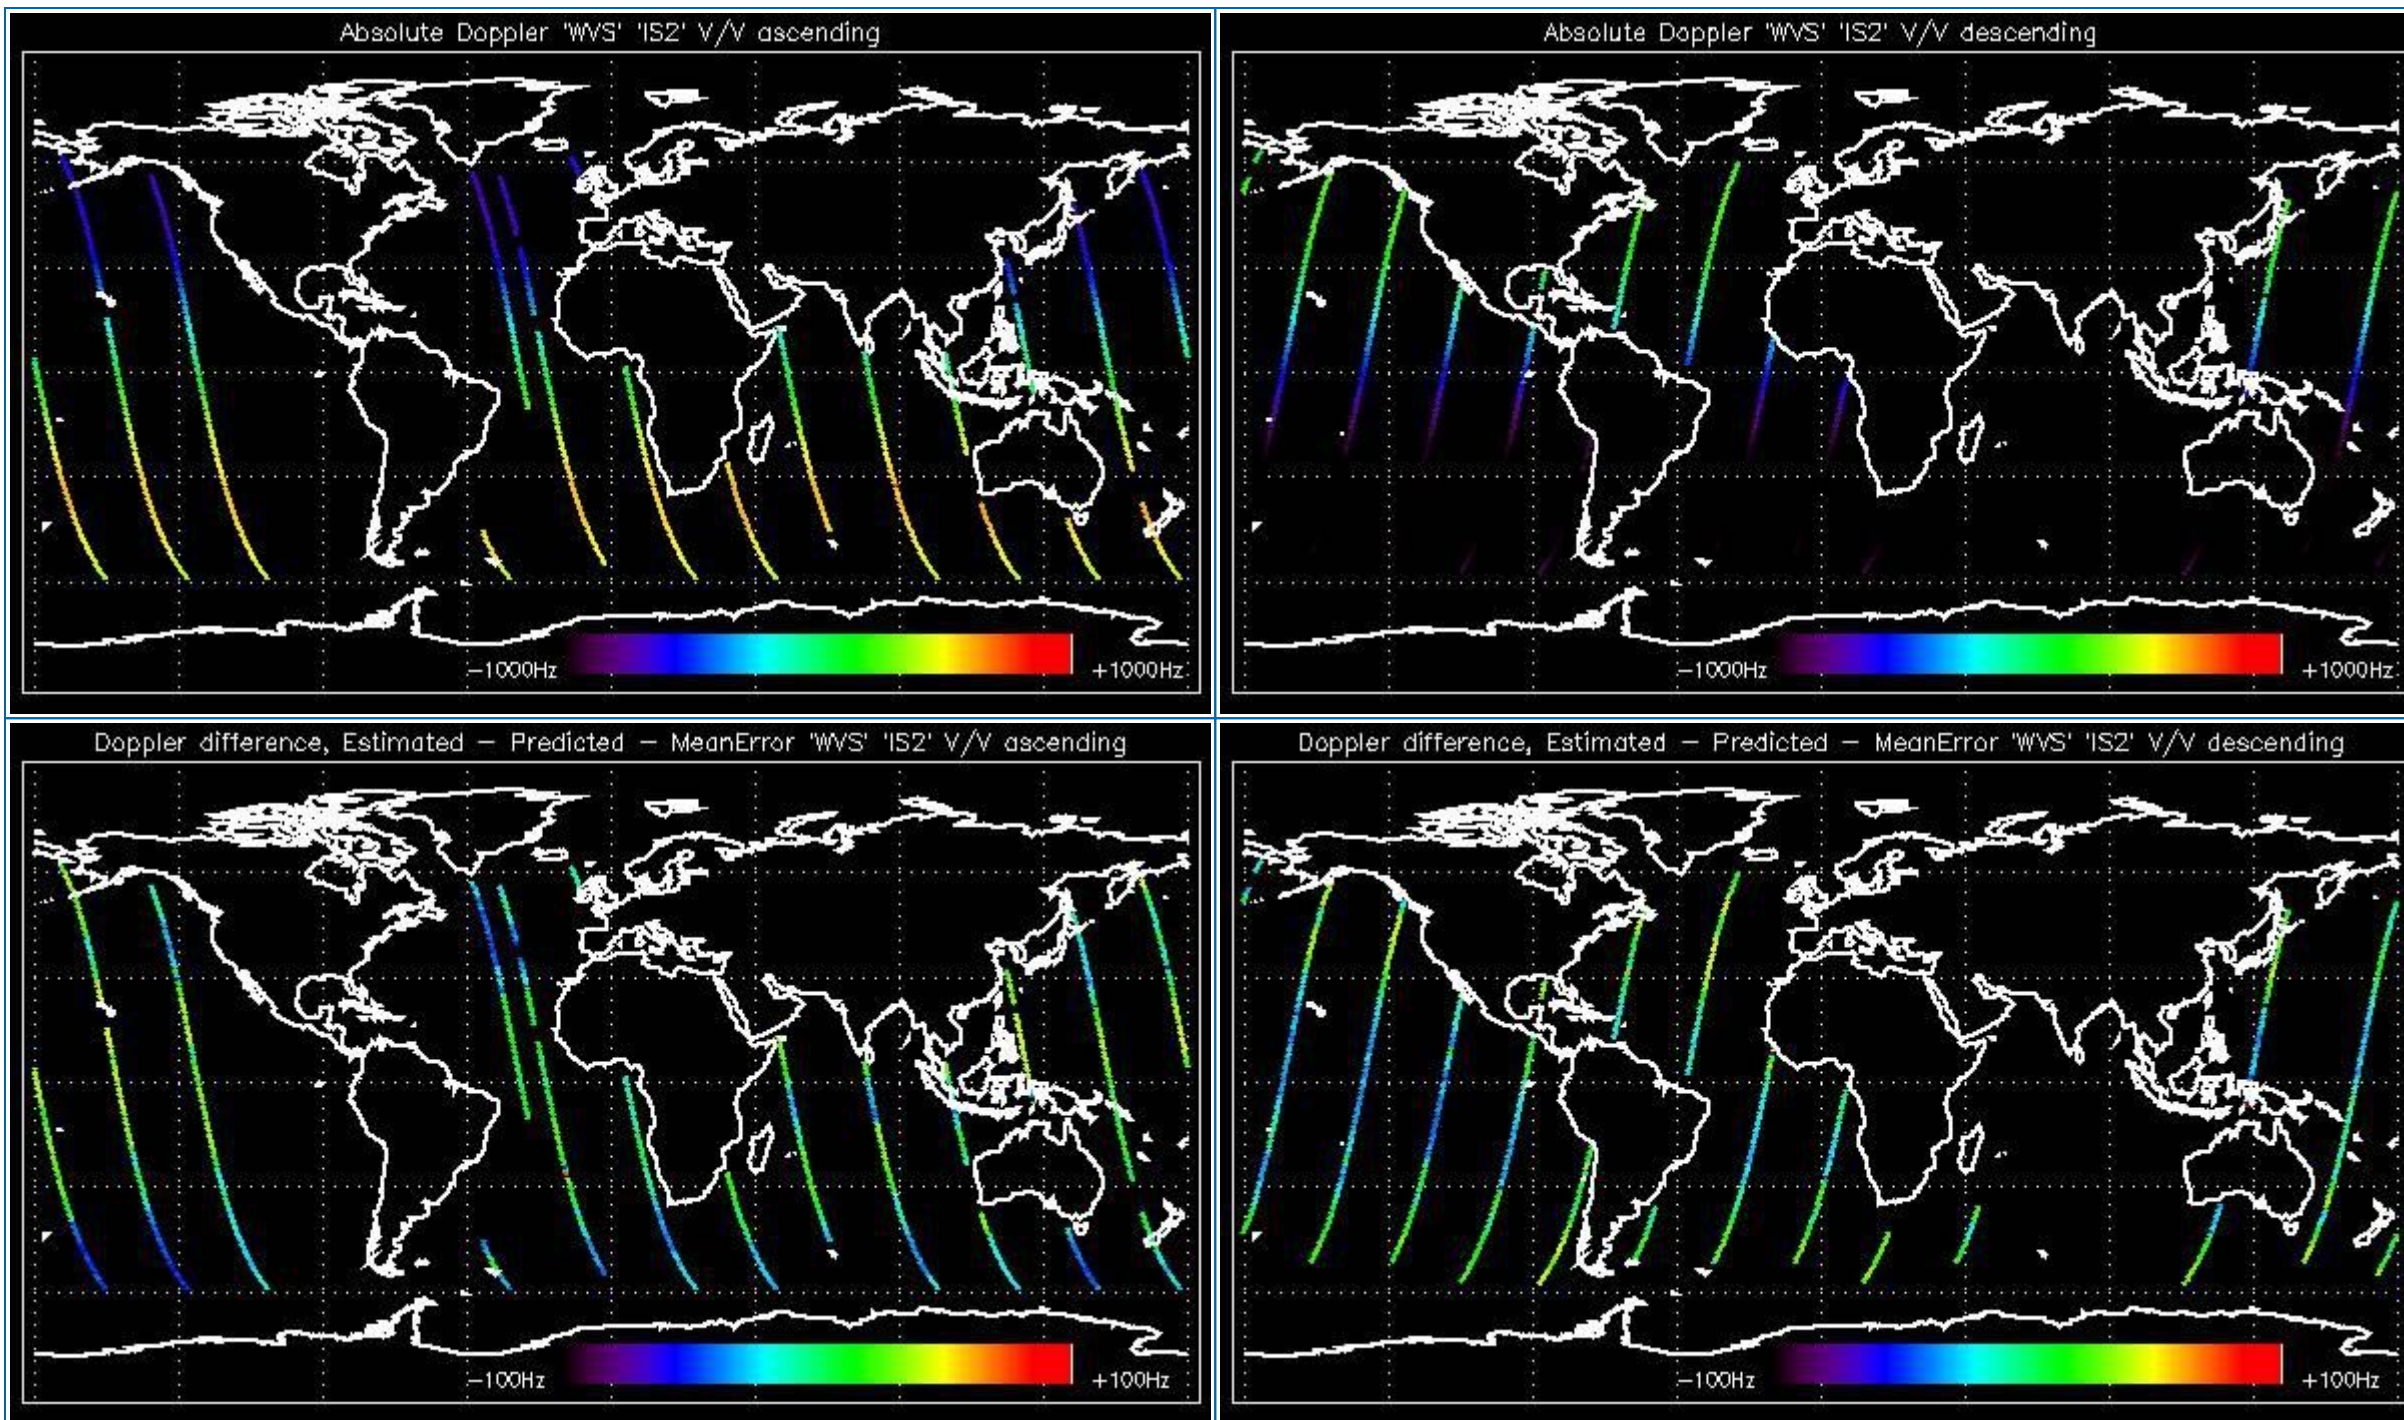 Absolute Doppler 'WVS' 'IS2' V/V ascending
-1000Hz
+1000Hz
Absolute Doppler 'WVS' 'IS2' V/V descending
-1000Hz
+1000Hz
Doppler difference, Estimated - Predicted - MeanError 'WVS' 'IS2' V/V ascending
-100Hz
+100Hz
Doppler difference, Estimated - Predicted - MeanError 'WVS' 'IS2' V/V descending
-100Hz
+100Hz